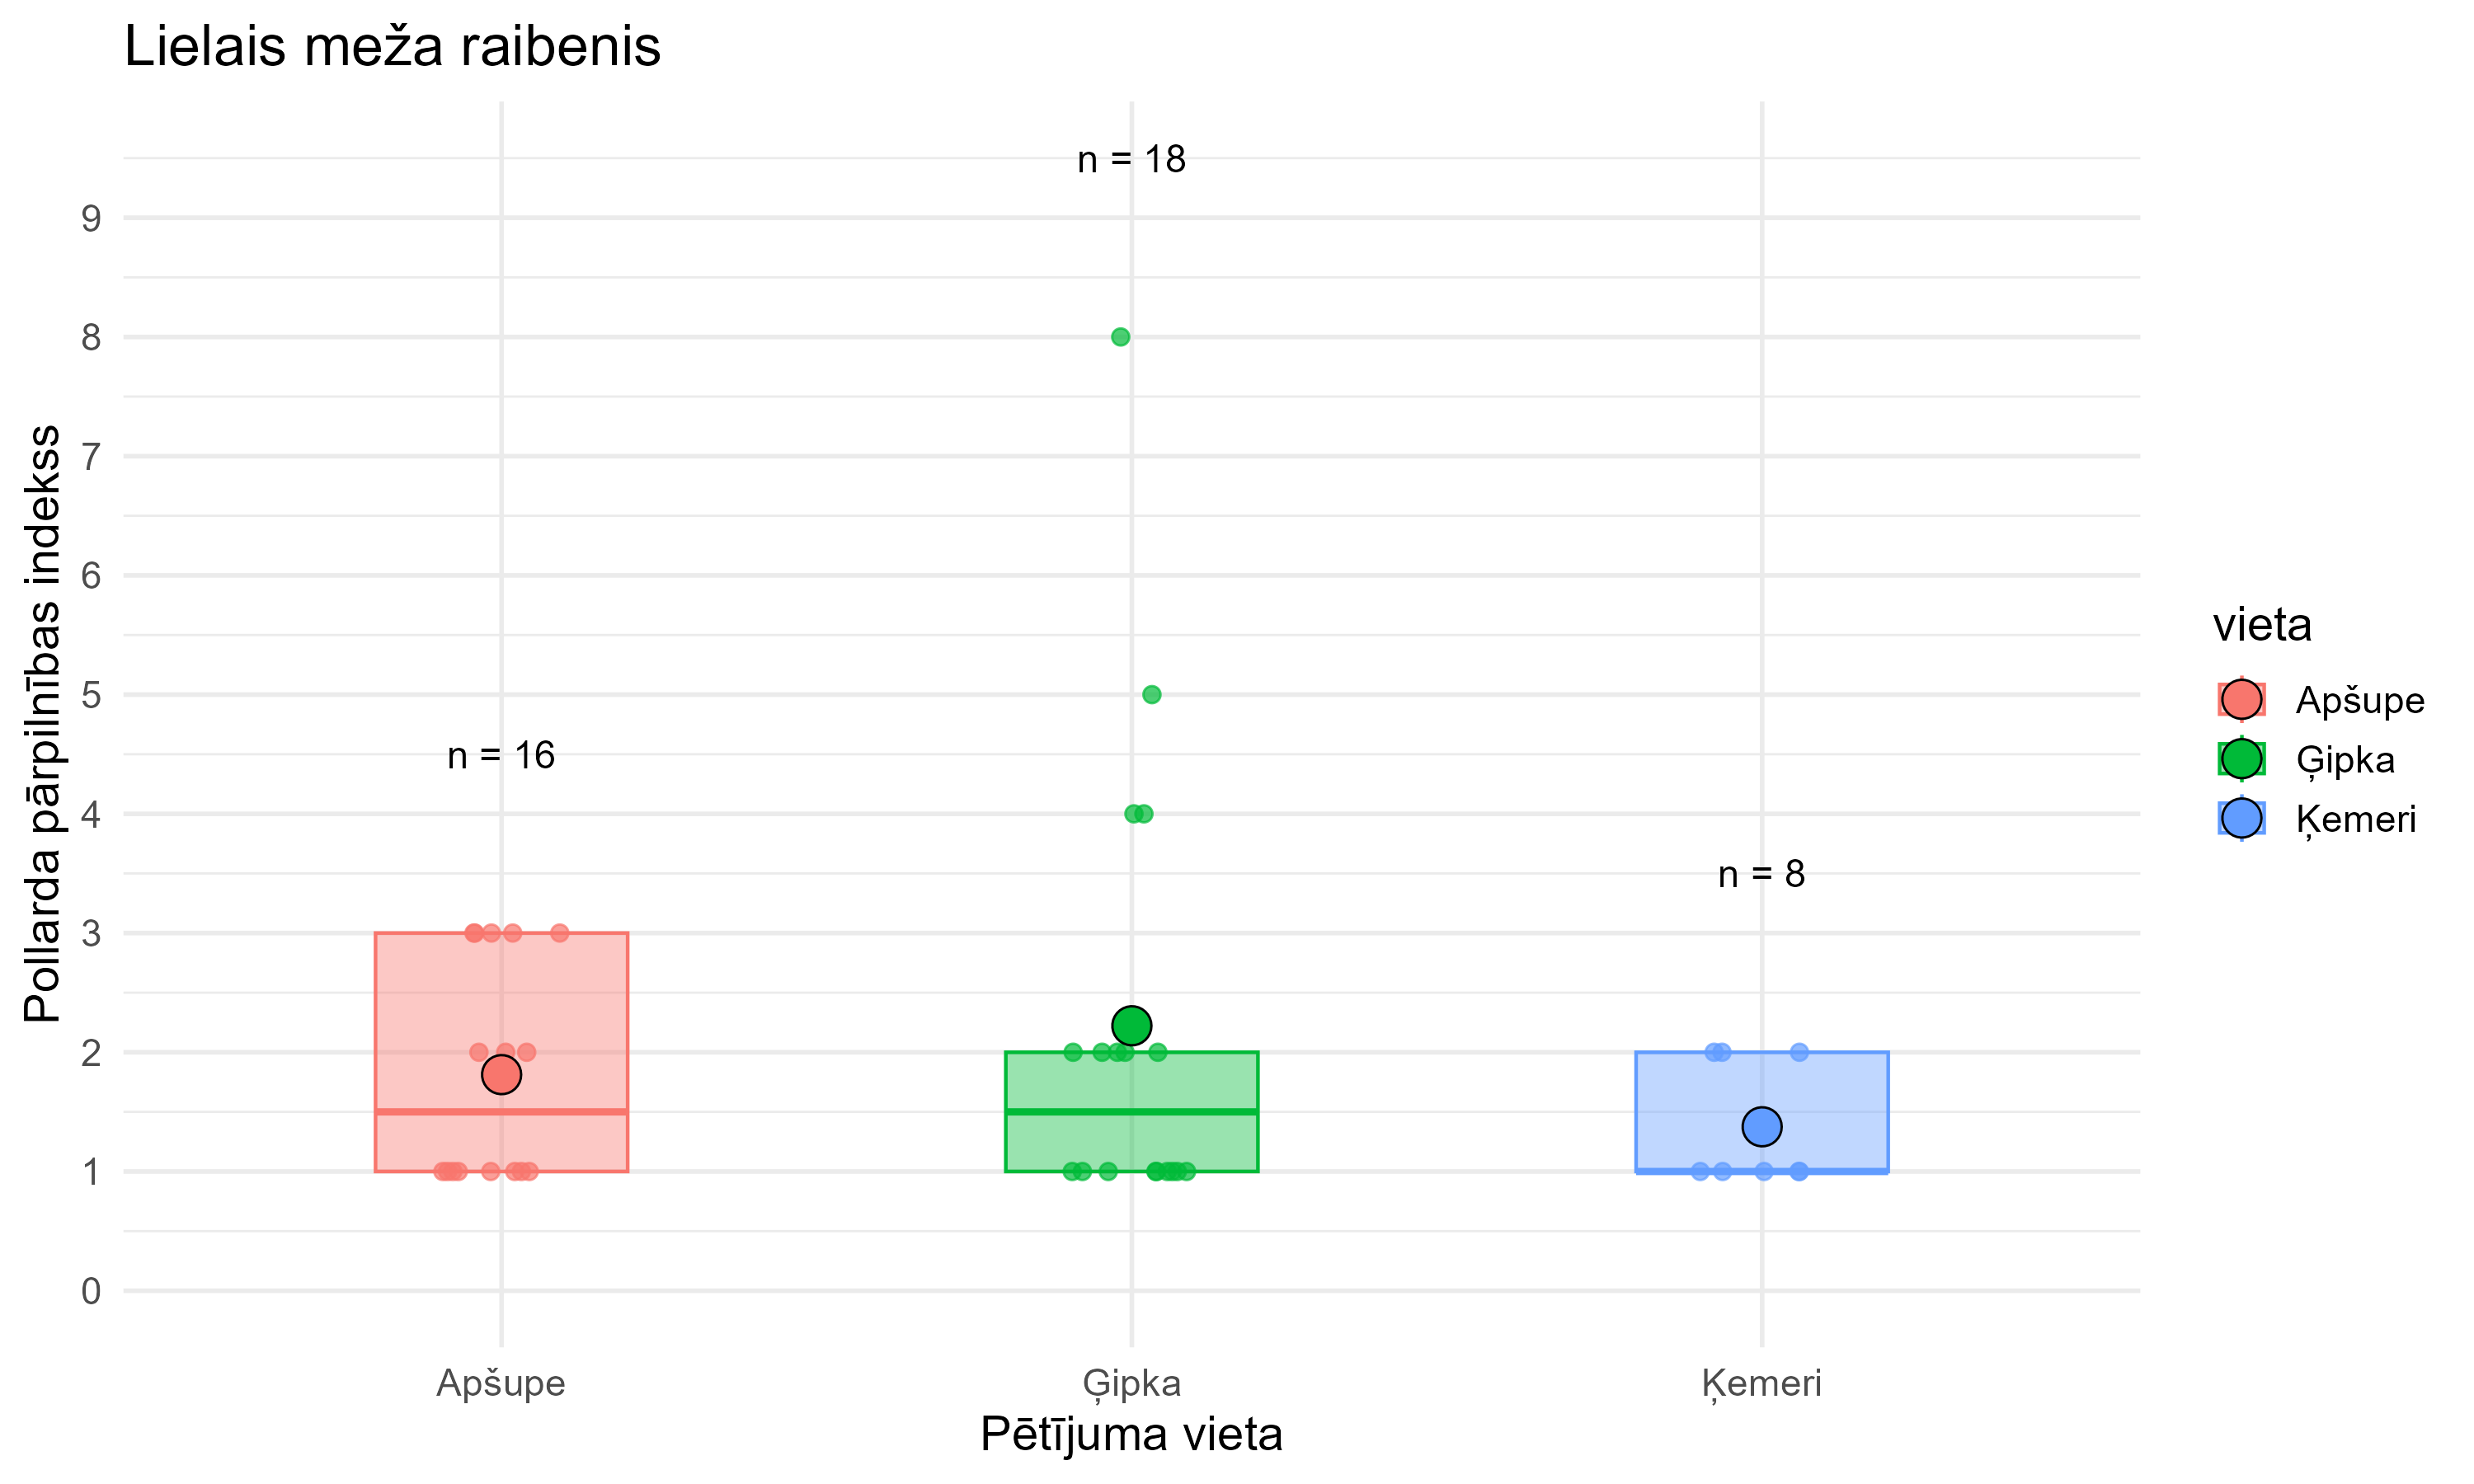 Lielais meža raibenis
Pollarda pārpilnības indekss
9
8
7
6
5
4
3
2
1
0
n = 18
n = 16
n = 8
Apšupe
Ģipka
Ķemeri
Pētījuma vieta
vieta
Apšupe
Ģipka
Ķemeri